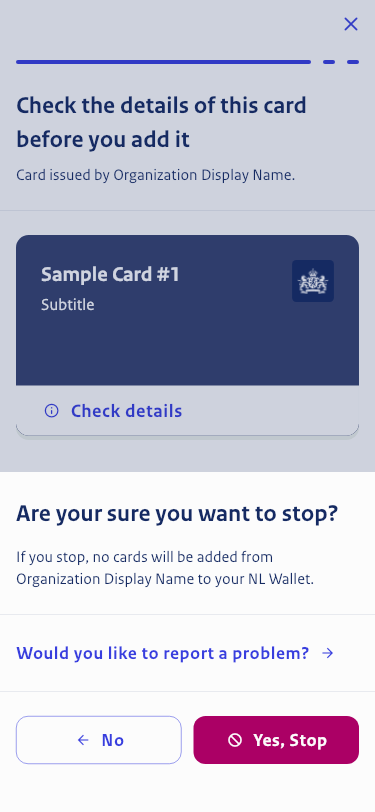 Check the details of this card
before you add it
Card issued by Organization Display Name.
Sample Card #1
Subtitle
Check details
Are your sure you want to stop?
If you stop, no cards will be added from
Organization Display Name to your NL Wallet.
Would you like to report a problem?
No
Yes, Stop